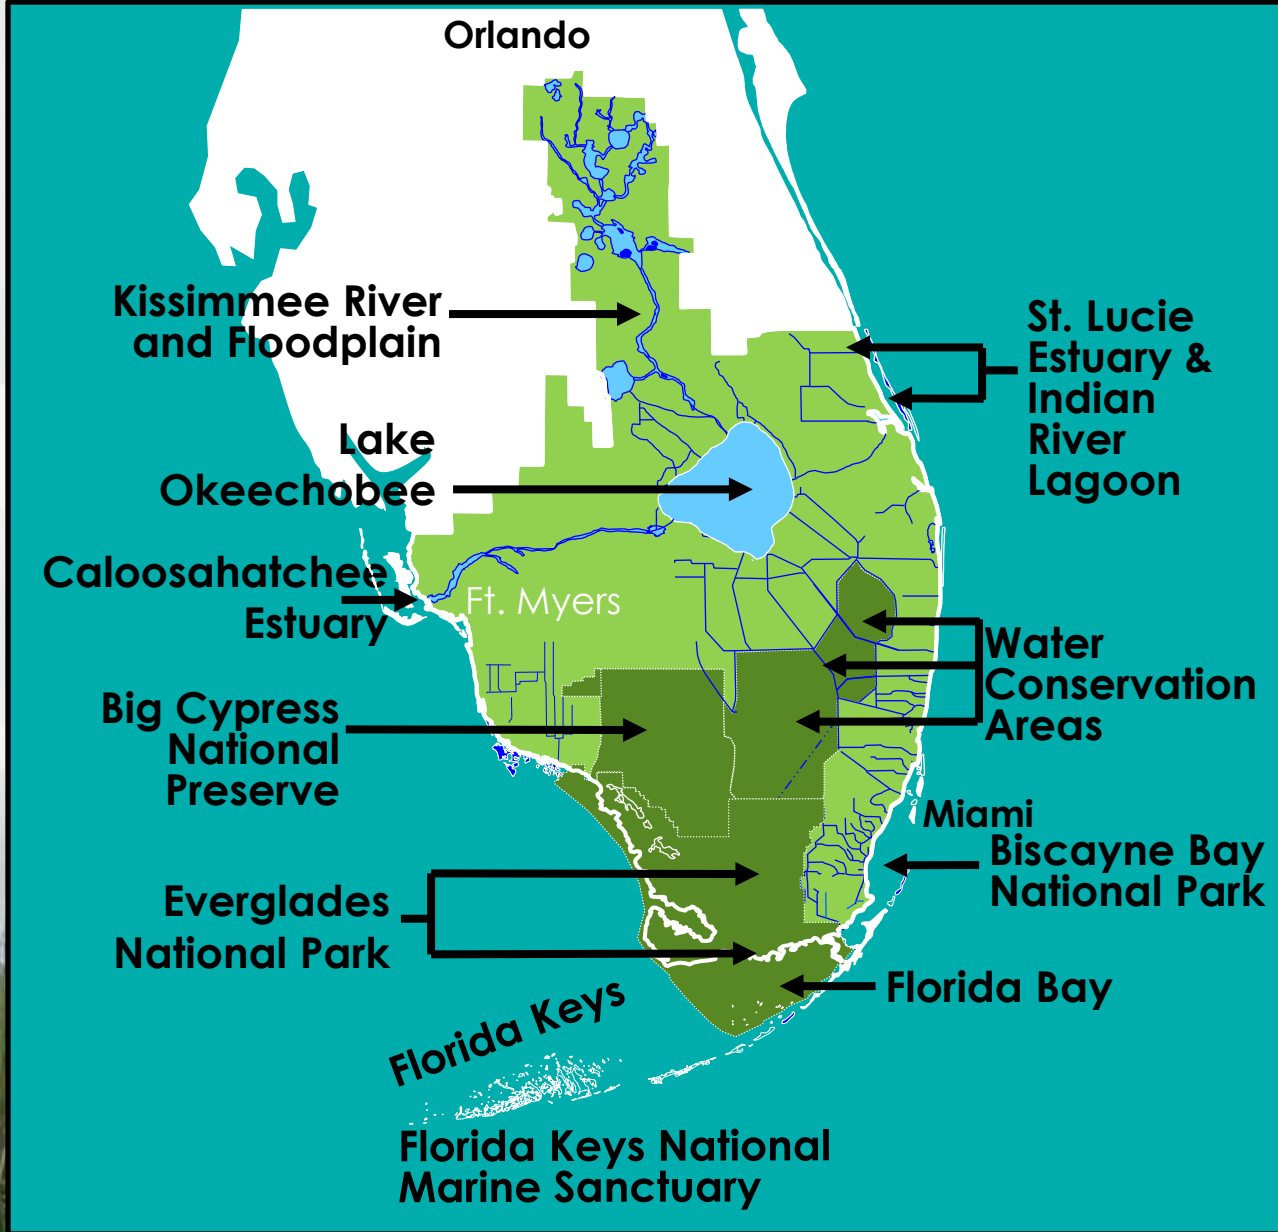 Orlando
Kissimmee River
and Floodplain
St. Lucie
Estuary &
Indian
River
Lagoon
Lake
Okeechobee
Caloosahatchee
Estuary
Ft. Myers
Water
Conservation
Areas
Big Cypress
National
Preserve
Miami
Biscayne Bay
National Park
Everglades
National Park
Florida Bay
Florida Keys
Florida Keys National
Marine Sanctuary